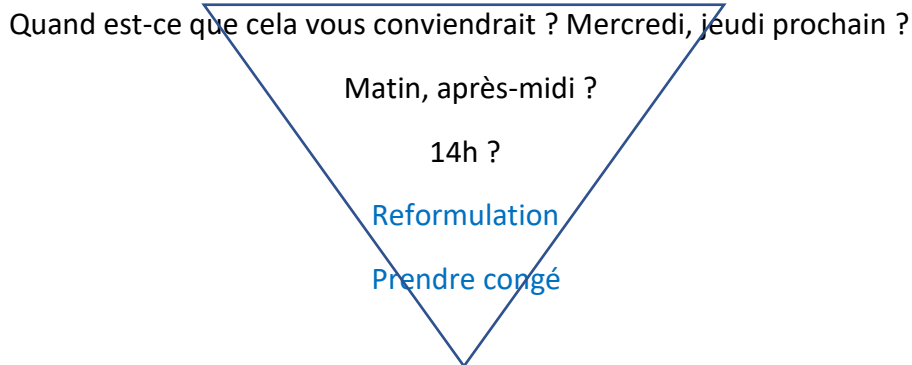 Quand est-ce que cela vous conviendrait ? Mercredi, jeudi prochain ?
Matin, après-midi ?
14h ?
Reformulation
Prendre congé